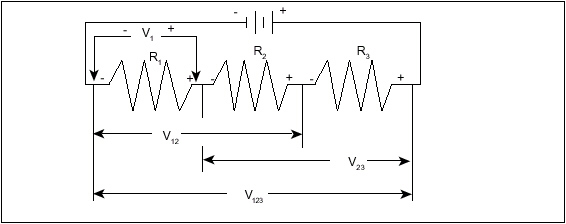 - +
- V1 +
R1 R2 R3
- + - + - +
V12
V23
V123